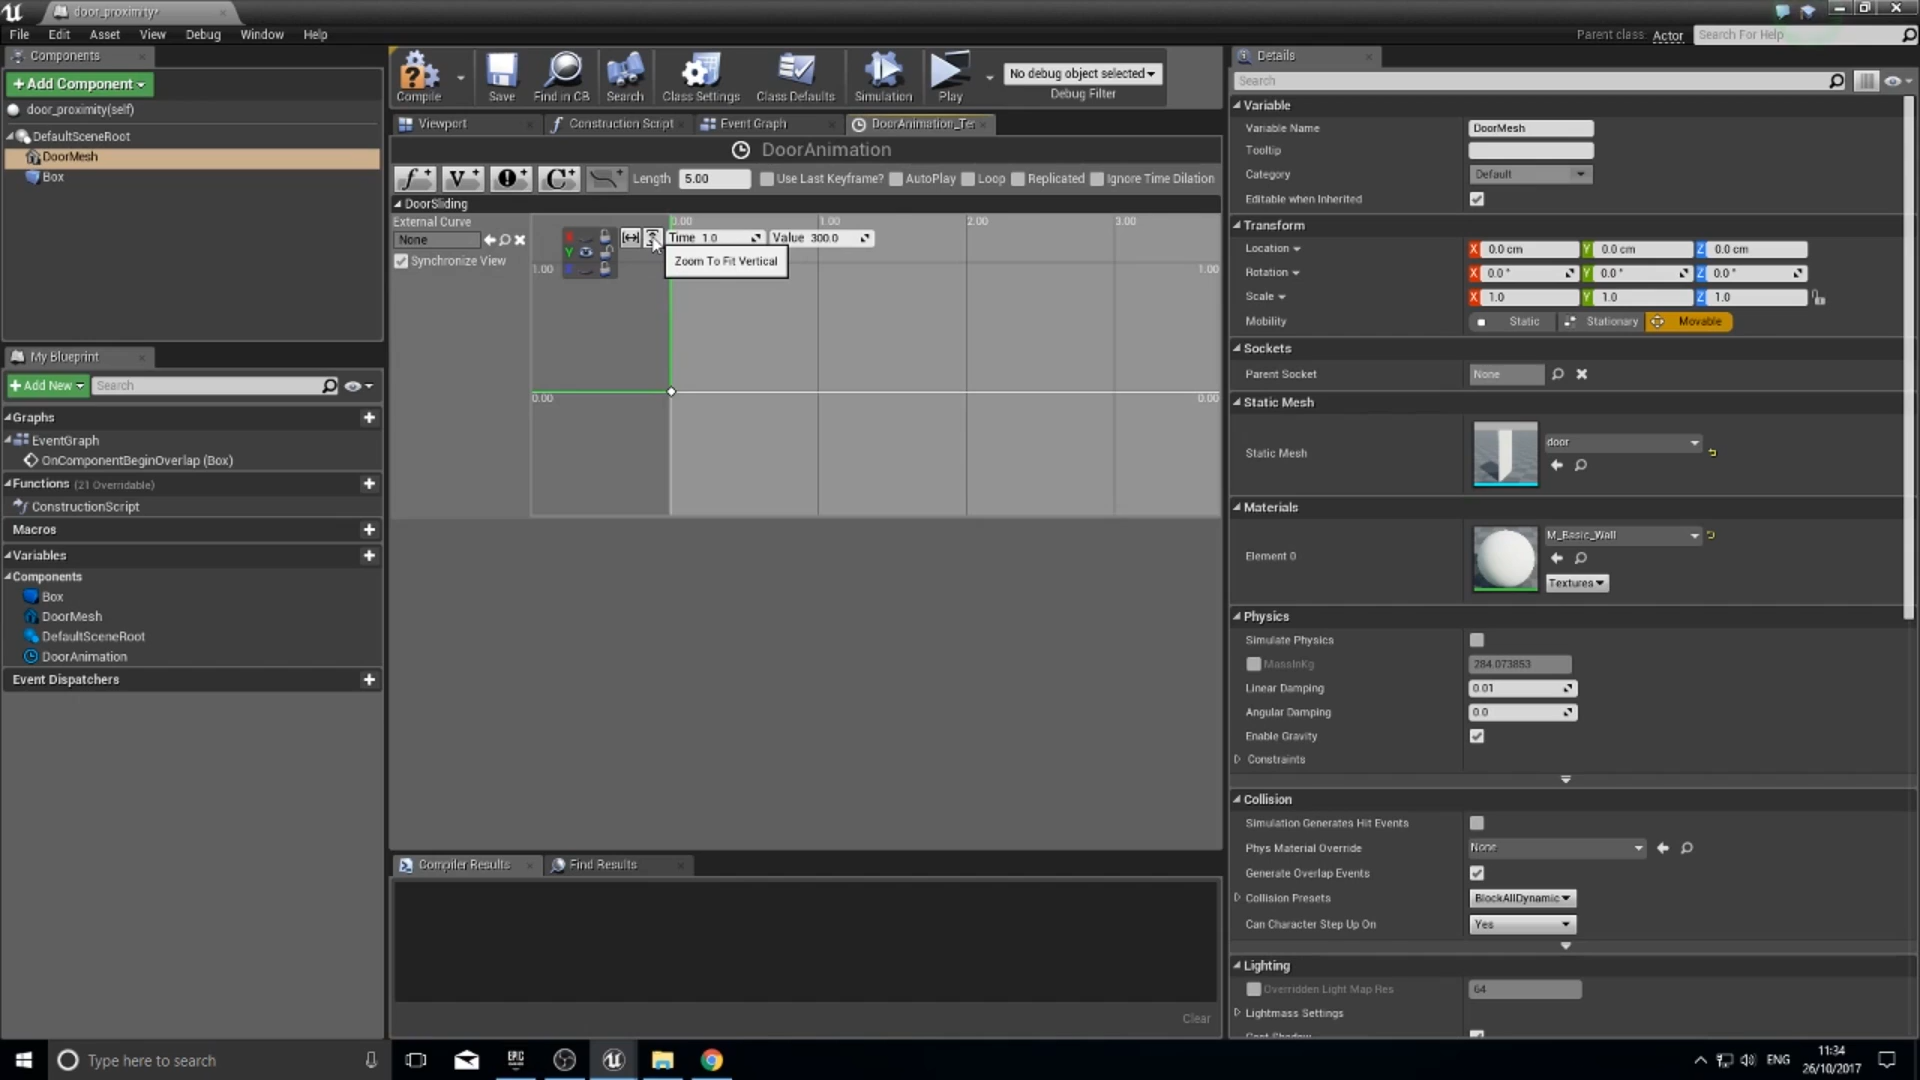 door_proximity*
File Edit Asset View Debug Window Help
Parent class: Actor
Search For Help
Components
+Add Component
door_proximity(self)
DefaultSceneRoot
DoorMesh
Box
My Blueprint
+Add New
Search
Graphs
EventGraph
OnComponentBeginOverlap (Box)
Functions (21 Overridable)
ConstructionScript
Macros
Variables
Components
Box
DoorMesh
DefaultSceneRoot
DoorAnimation
Event Dispatchers
Compile
Save
Find in CB
Search
Class Settings
Class Defaults
Simulation
Play
No debug object selected
Debug Filter
Viewport
Construction Script
Event Graph
DoorAnimation_Te
DoorAnimation
Length 5.00 Use Last Keyframe? AutoPlay Loop Replicated Ignore Time Dilation
DoorSliding
External Curve
None
Synchronize View
0.00 1.00 2.00 3.00
X
Y
Time 1.0 Value 300.0
Zoom To Fit Vertical
1.00 1.00
0.00 0.00
Compiler Results
Find Results
Clear
Details
Search
Variable
Variable Name DoorMesh
Tooltip
Category Default
Editable when Inherited
Transform
Location X 0.0 cm Y 0.0 cm Z 0.0 cm
Rotation X 0.0 ° Y 0.0 ° Z 0.0 °
Scale X 1.0 Y 1.0 Z 1.0
Mobility Static Stationary Movable
Sockets
Parent Socket None
Static Mesh
Static Mesh door
Materials
Element 0 M_Basic_Wall
Textures
Physics
Simulate Physics
MassInKg 284.073853
Linear Damping 0.01
Angular Damping 0.0
Enable Gravity
Constraints
Collision
Simulation Generates Hit Events
Phys Material Override None
Generate Overlap Events
Collision Presets BlockAllDynamic
Can Character Step Up On Yes
Lighting
Overridden Light Map Res 64
Lightmass Settings
Type here to search
EPIC
ENG
11:34
26/10/2017